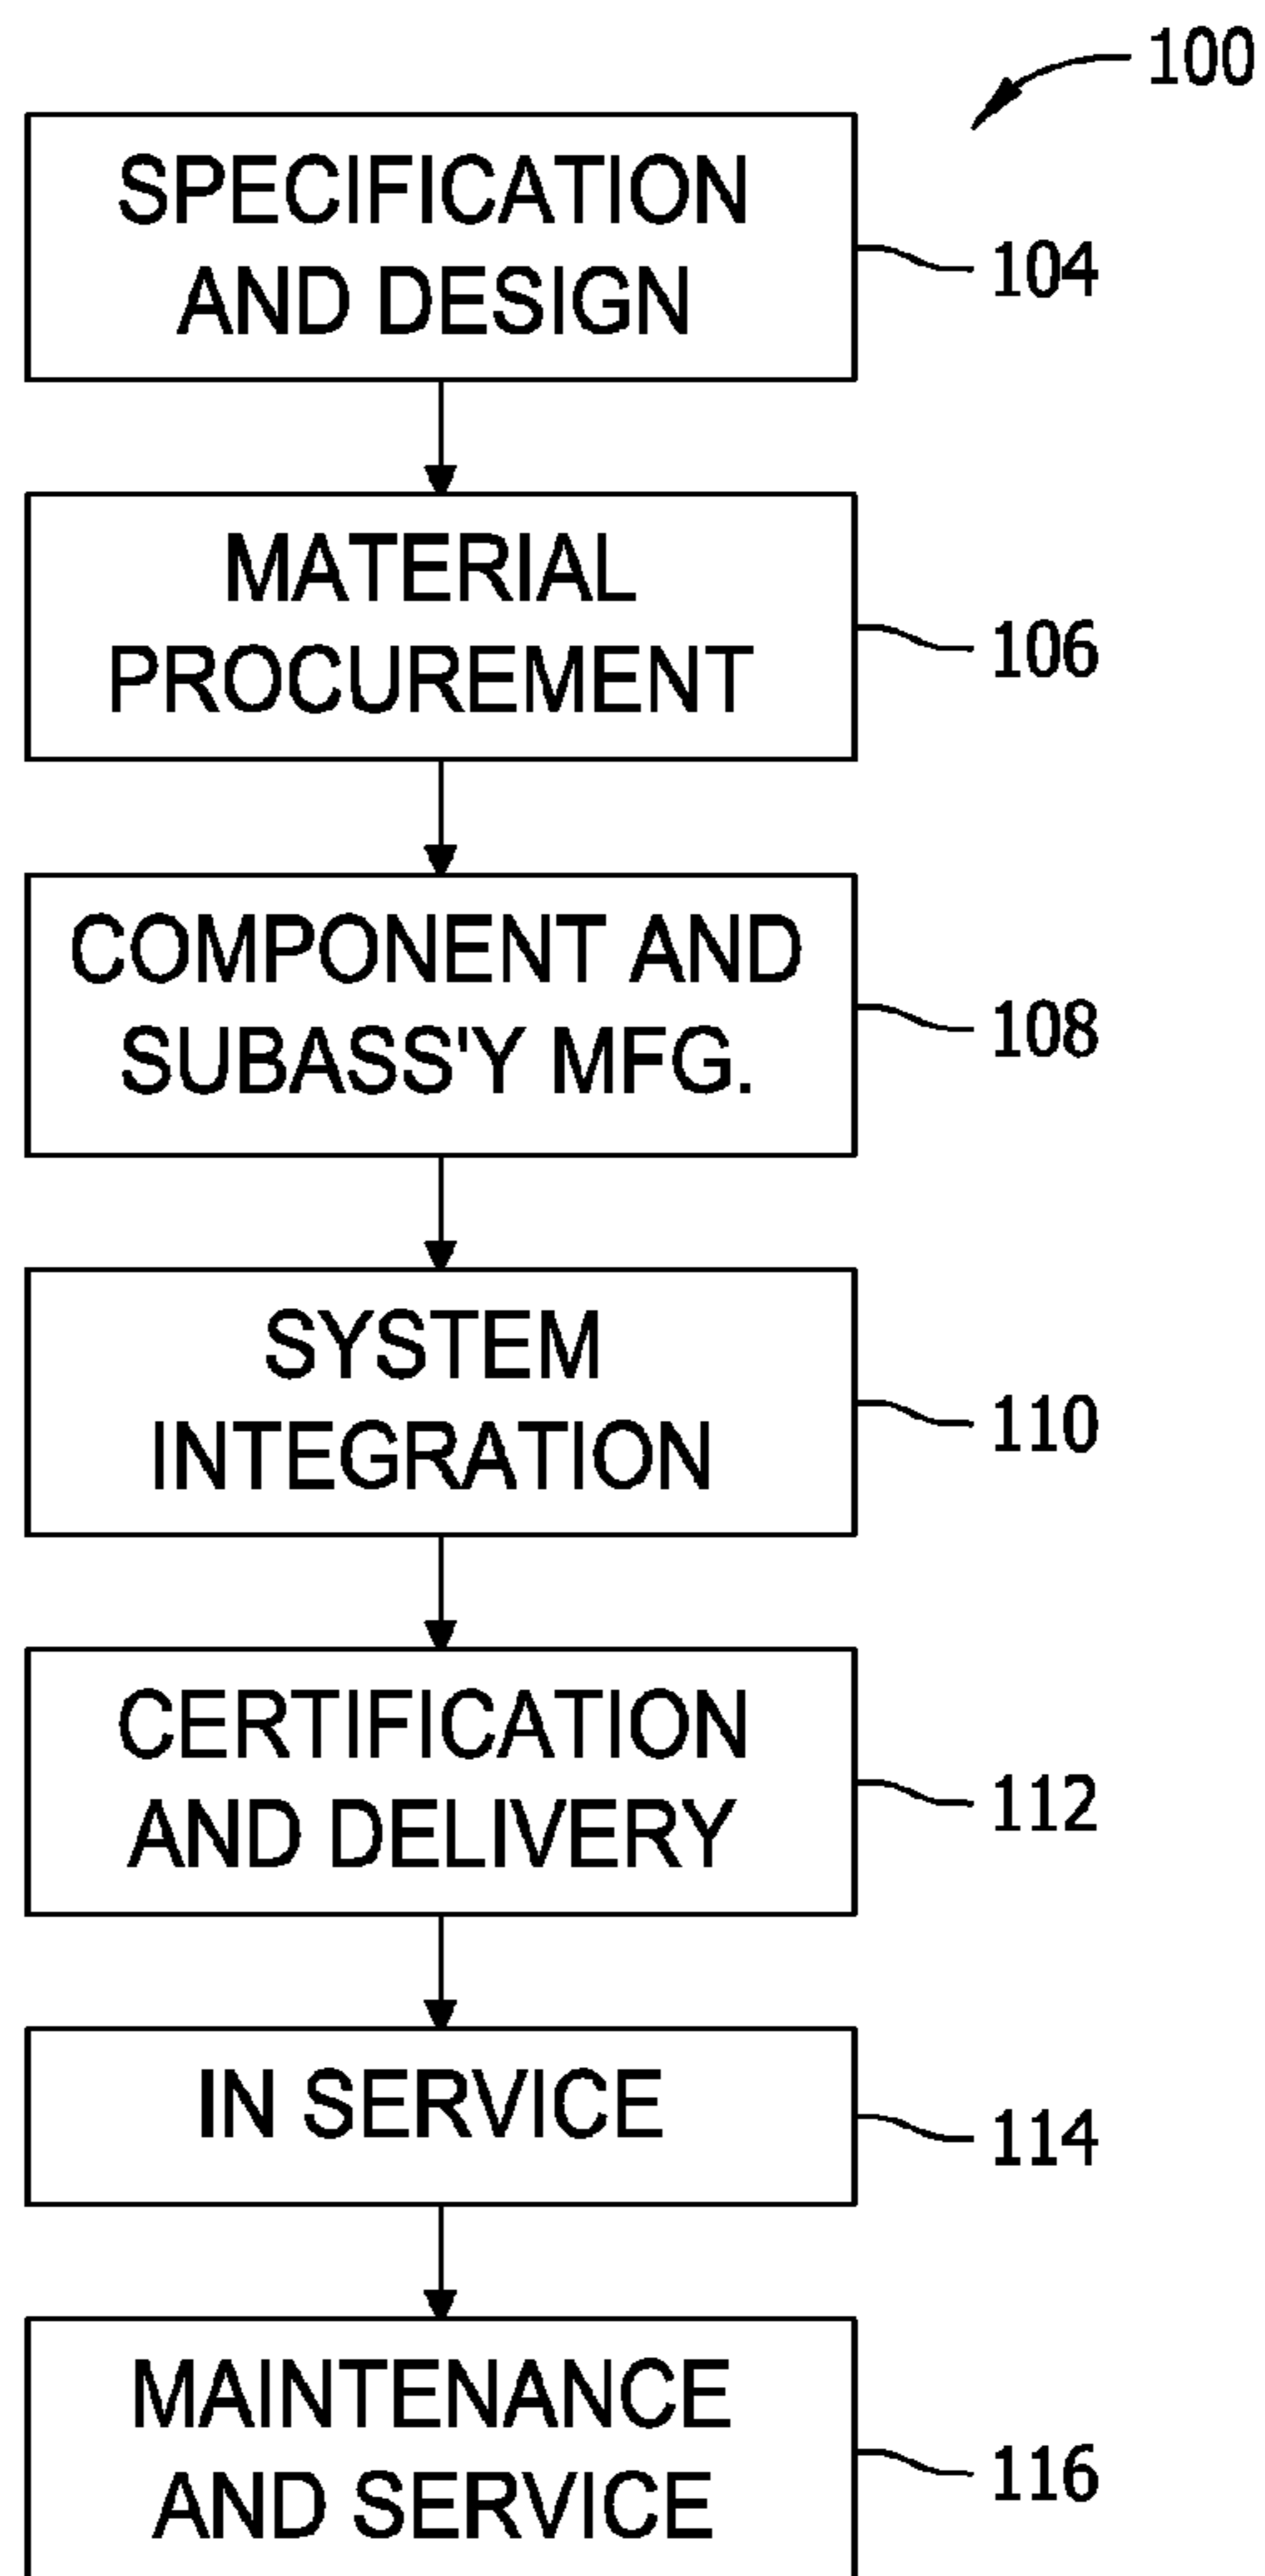 100
SPECIFICATION
AND DESIGN
104
MATERIAL
PROCUREMENT
106
COMPONENT AND
SUBASS'Y MFG.
108
SYSTEM
INTEGRATION
110
CERTIFICATION
AND DELIVERY
112
IN SERVICE
114
MAINTENANCE
AND SERVICE
116